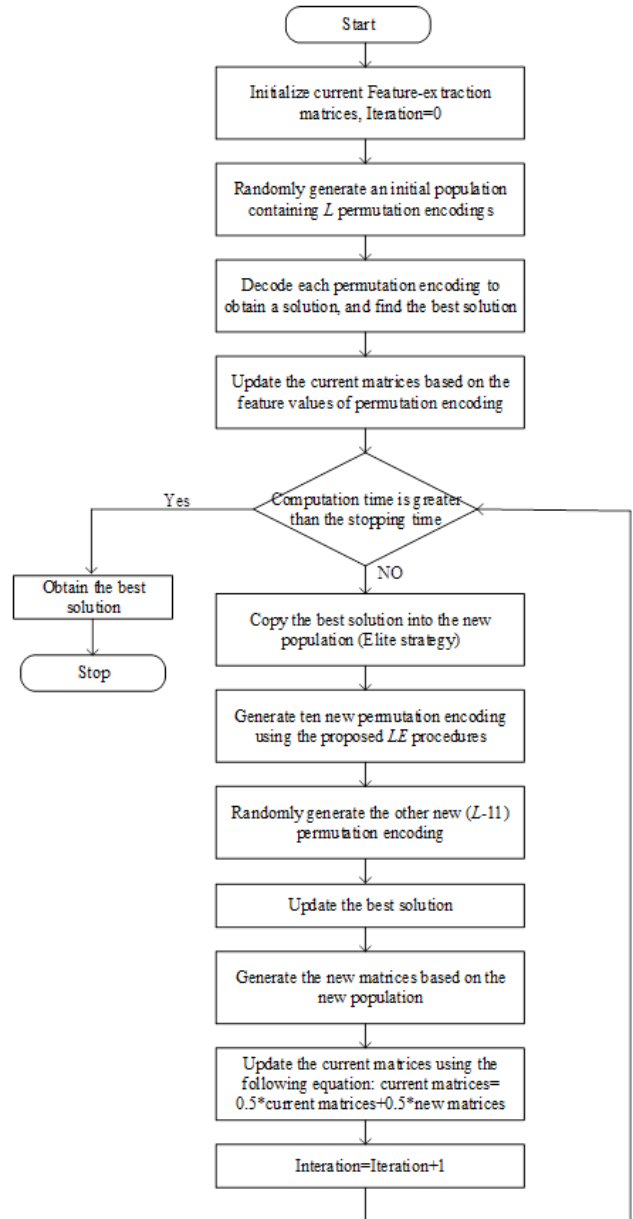 Start
Initialize current Feature-extraction
matrices, Iteration=0
Randomly generate an initial population
containing L permutation encodings
Decode each permutation encoding to
obtain a solution, and find the best solution
Update the current matrices based on the
feature values of permutation encoding
Computation time is greater
than the stopping time
Yes
Obtain the best
solution
Stop
NO
Copy the best solution into the new
population (Elite strategy)
Generate ten new permutation encoding
using the proposed LE procedures
Randomly generate the other new (L-11)
permutation encoding
Update the best solution
Generate the new matrices based on the
new population
Update the current matrices using the
following equation: current matrices=
0.5*current matrices+0.5*new matrices
Interation=Iteration+1